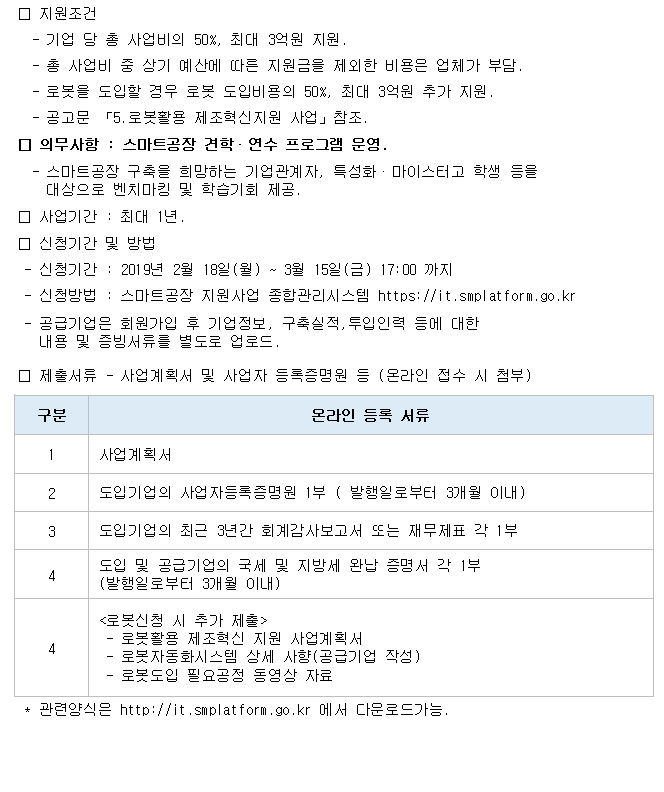 □ 지원조건
- 기업 당 총 사업비의 50%, 최대 3억원 지원.
- 총 사업비 중 상기 예산에 따른 지원금을 제외한 비용은 업체가 부담.
- 로봇을 도입할 경우 로봇 도입비용의 50%, 최대 3억원 추가 지원.
- 공고문 「5.로봇활용 제조혁신지원 사업」참조.
□ 의무사항 : 스마트공장 견학·연수 프로그램 운영.
- 스마트공장 구축을 희망하는 기업관계자, 특성화·마이스터고 학생 등을
대상으로 벤치마킹 및 학습기회 제공.
□ 사업기간 : 최대 1년.
□ 신청기간 및 방법
- 신청기간 : 2019년 2월 18일(월) ~ 3월 15일(금) 17:00 까지
- 신청방법 : 스마트공장 지원사업 종합관리시스템 https://it.smplatform.go.kr
- 공급기업은 회원가입 후 기업정보, 구축실적,투입인력 등에 대한
내용 및 증빙서류를 별도로 업로드.
□ 제출서류 - 사업계획서 및 사업자 등록증명원 등 (온라인 접수 시 첨부)
구분 온라인 등록 서류
1 사업계획서
2 도입기업의 사업자등록증명원 1부 ( 발행일로부터 3개월 이내)
3 도입기업의 최근 3년간 회계감사보고서 또는 재무제표 각 1부
4 도입 및 공급기업의 국세 및 지방세 완납 증명서 각 1부
(발행일로부터 3개월 이내)
4 <로봇신청 시 추가 제출>
- 로봇활용 제조혁신 지원 사업계획서
- 로봇자동화시스템 상세 사향(공급기업 작성)
- 로봇도입 필요공정 동영상 자료
* 관련양식은 http://it.smplatform.go.kr 에서 다운로드가능.